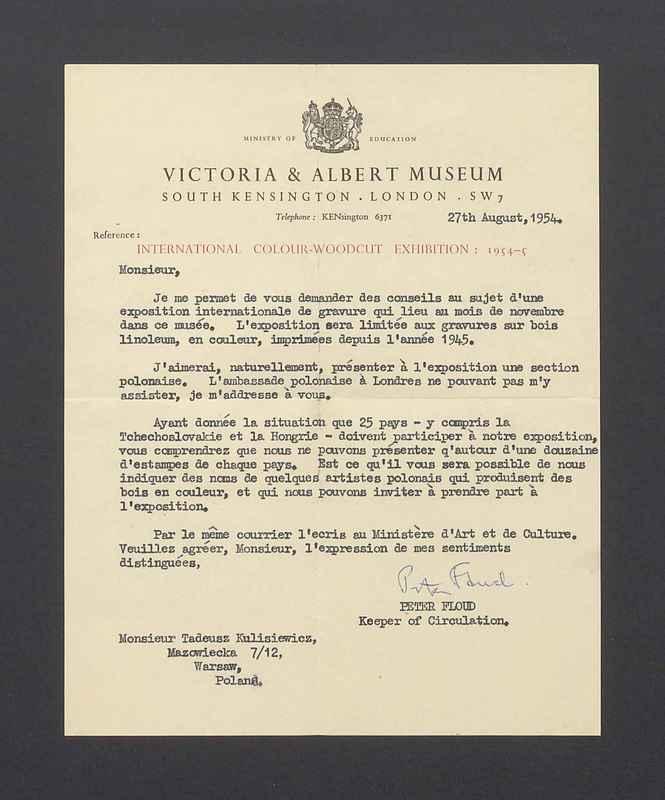 MINISTRY OF EDUCATION
VICTORIA & ALBERT MUSEUM
SOUTH KENSINGTON . LONDON . SW7
Telephone: KENsington 6371
27th August, 1954.
Reference:
INTERNATIONAL COLOUR-WOODCUT EXHIBITION: 1954-5
Monsieur,
Je me permet de vous demander des conseils au sujet d'une
exposition internationale de gravure qui lieu au mois de novembre
dans ce musée. L'exposition sera limitée aux gravures sur bois
linoleum, en couleur, imprimées depuis l'année 1945.
J'aimerai, naturellement, présenter à l'exposition une section
polonaise. L'ambassade polonaise à Londres ne pouvant pas m'y
assister, je m'addresse à vous.
Ayant donnée la situation que 25 pays - y compris la
Tchechoslovakie et la Hongrie - doivent participer à notre exposition,
vous comprendrez que nous ne pouvons présenter q'autour d'une douzaine
d'estampes de chaque pays. Est ce qu'il vous sera possible de nous
indiquer des noms de quelques artistes polonais qui produisent des
bois en couleur, et qui nous pouvons inviter à prendre part à
l'exposition.
Par le même courrier l'ecris au Ministère d'Art et de Culture.
Veuillez agréer, Monsieur, l'expression de mes sentiments
distinguées,
Peter Floud.
PETER FLOUD
Keeper of Circulation.
Monsieur Tadeusz Kulisiewicz,
Mazowiecka 7/12,
Warsaw,
Poland.